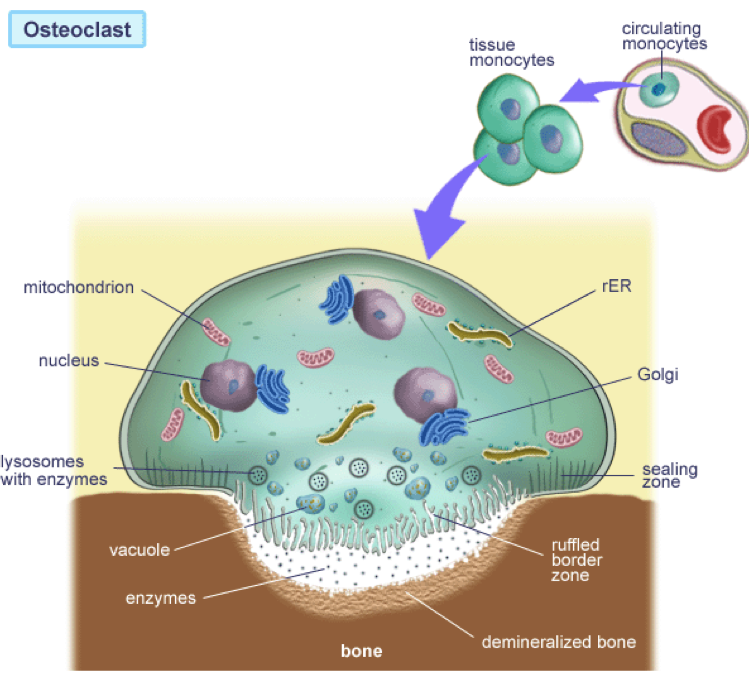 Osteoclast
circulating
monocytes
tissue
monocytes
mitochondrion
rER
nucleus
Golgi
lysosomes
with enzymes
sealing
zone
vacuole
ruffled
border
zone
enzymes
demineralized bone
bone